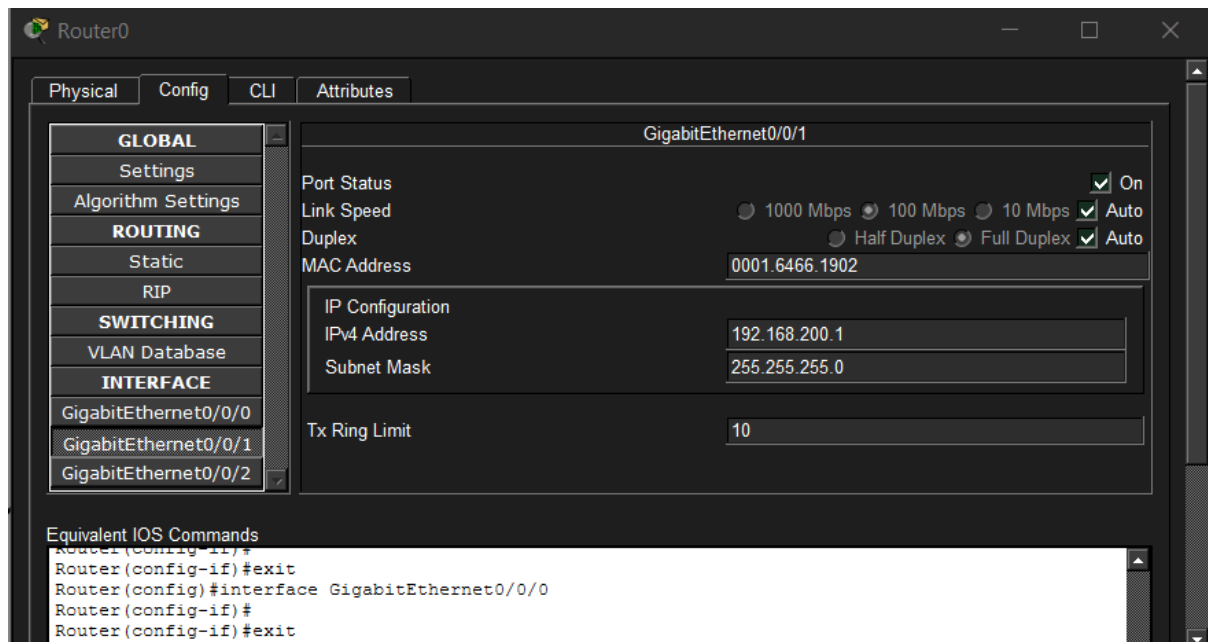 Router0
Physical Config CLI Attributes
GLOBAL
Settings
Algorithm Settings
ROUTING
Static
RIP
SWITCHING
VLAN Database
INTERFACE
GigabitEthernet0/0/0
GigabitEthernet0/0/1
GigabitEthernet0/0/2
GigabitEthernet0/0/1
Port Status On
Link Speed 1000 Mbps 100 Mbps 10 Mbps Auto
Duplex Half Duplex Full Duplex Auto
MAC Address 0001.6466.1902
IP Configuration
IPv4 Address 192.168.200.1
Subnet Mask 255.255.255.0
Tx Ring Limit 10
Equivalent IOS Commands
Router(config-if)#
Router(config-if)#exit
Router(config)#interface GigabitEthernet0/0/0
Router(config-if)#
Router(config-if)#exit